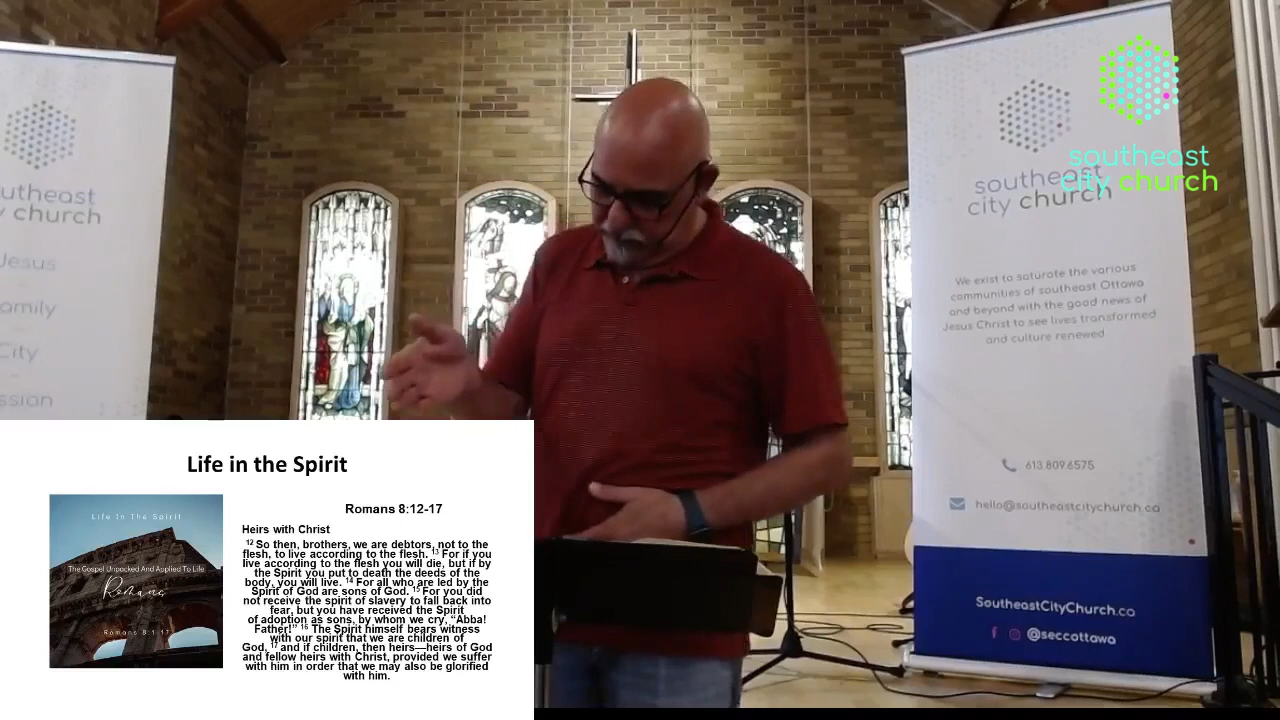 utheast
y church
Jesus
amily
City
ssion
southeast
city church
southeast
city church
We exist to saturate the various
communities of southeast Ottawa
and beyond with the good news of
Jesus Christ to see lives transformed
and culture renewed
613.809.6575
hello@southeastcitychurch.ca
SoutheastCityChurch.ca
@seccottawa
Life in the Spirit
Life In The Spirit
The Gospel Unpacked And Applied To Life
Romans
Romans 8:1-17
Romans 8:12-17
Heirs with Christ
12 So then, brothers, we are debtors, not to the
flesh, to live according to the flesh. 13 For if you
live according to the flesh you will die, but if by
the Spirit you put to death the deeds of the
body, you will live. 14 For all who are led by the
Spirit of God are sons of God. 15 For you did
not receive the spirit of slavery to fall back into
fear, but you have received the Spirit
of adoption as sons, by whom we cry, “Abba!
Father!” 16 The Spirit himself bears witness
with our spirit that we are children of
God, 17 and if children, then heirs—heirs of God
and fellow heirs with Christ, provided we suffer
with him in order that we may also be glorified
with him.